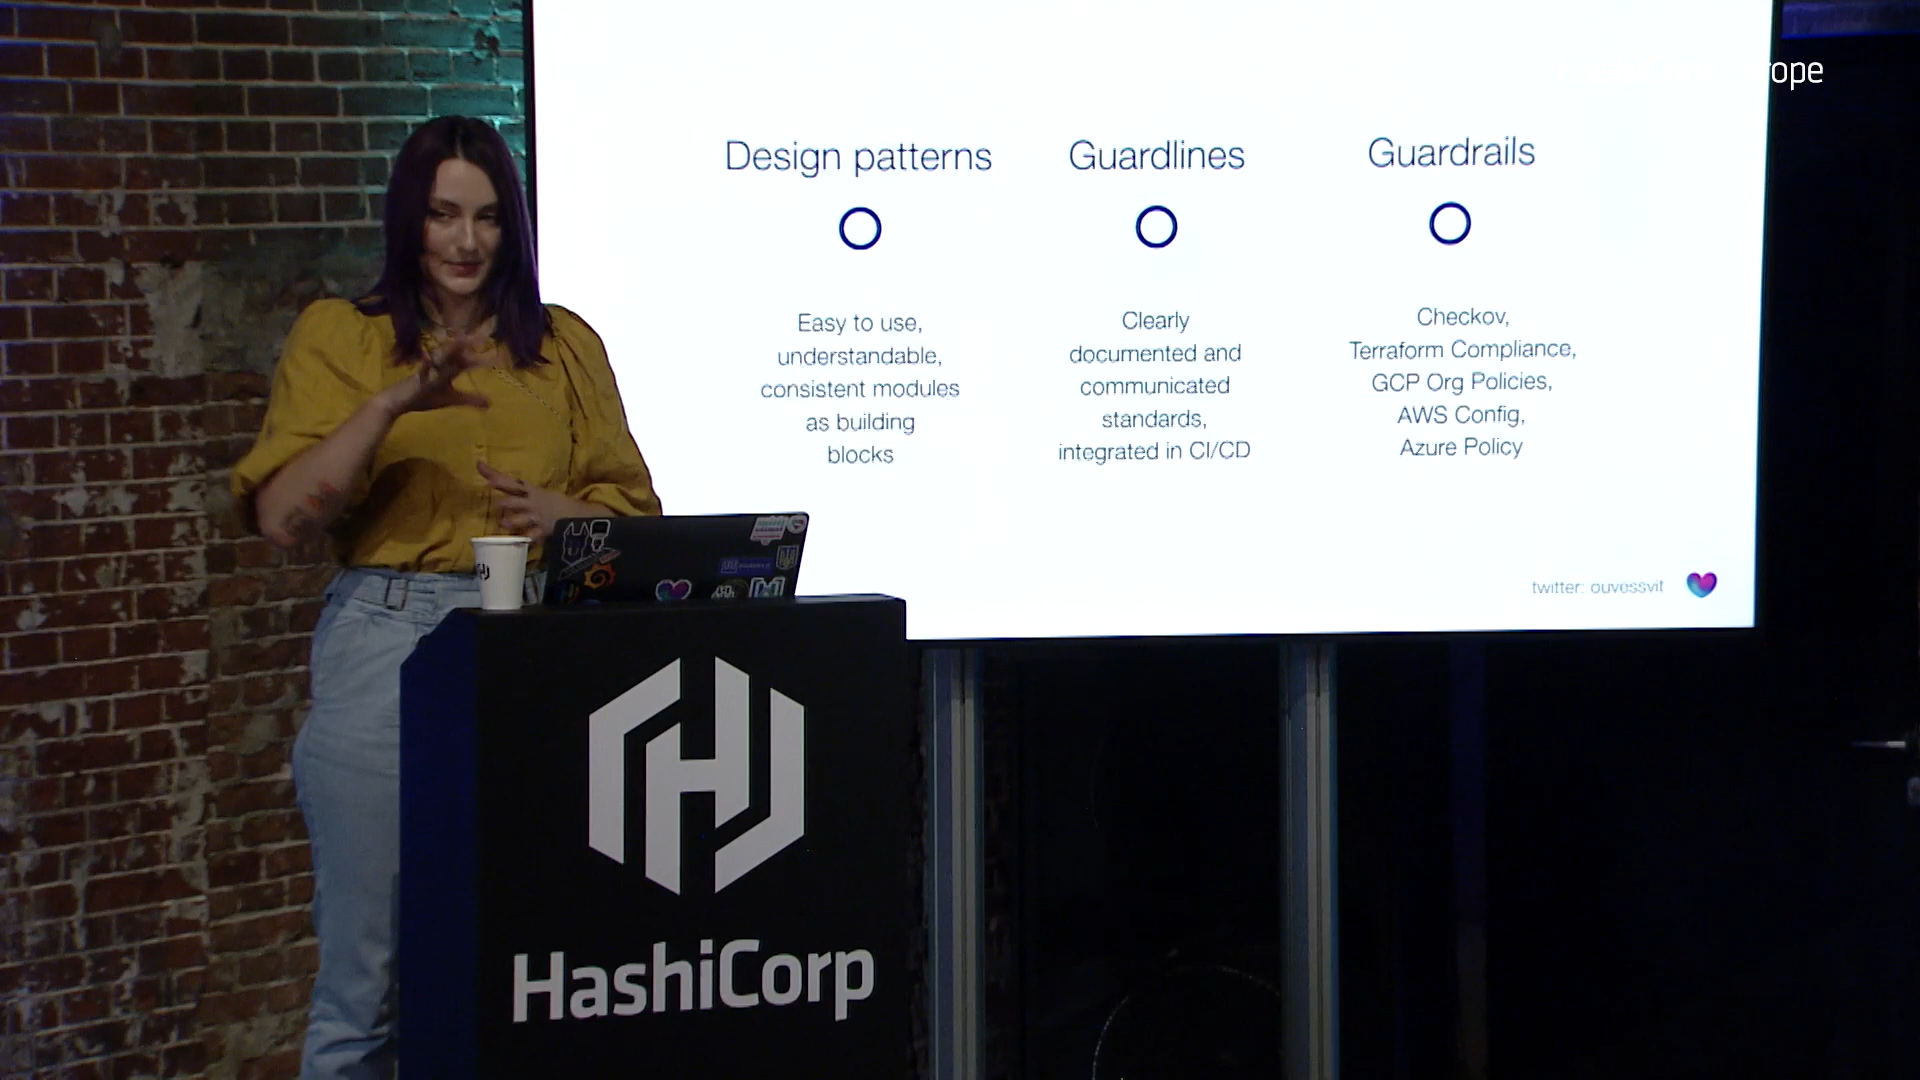 rope
Design patterns
Easy to use,
understandable,
consistent modules
as building
blocks
Guardlines
Clearly
documented and
communicated
standards,
integrated in CI/CD
Guardrails
Checkov,
Terraform Compliance,
GCP Org Policies,
AWS Config,
Azure Policy
twitter: ouvessvit
HashiCorp